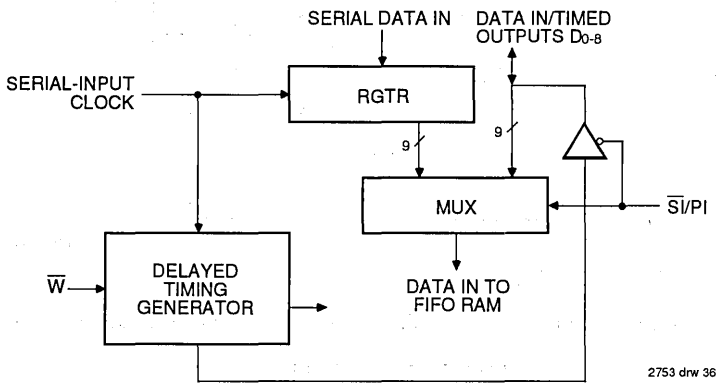 SERIAL DATA IN
DATA IN/TIMED
OUTPUTS D0-8
SERIAL-INPUT
CLOCK
RGTR
9
9
MUX
S̅I̅/PI
W̅
DELAYED
TIMING
GENERATOR
DATA IN TO
FIFO RAM
2753 drw 36